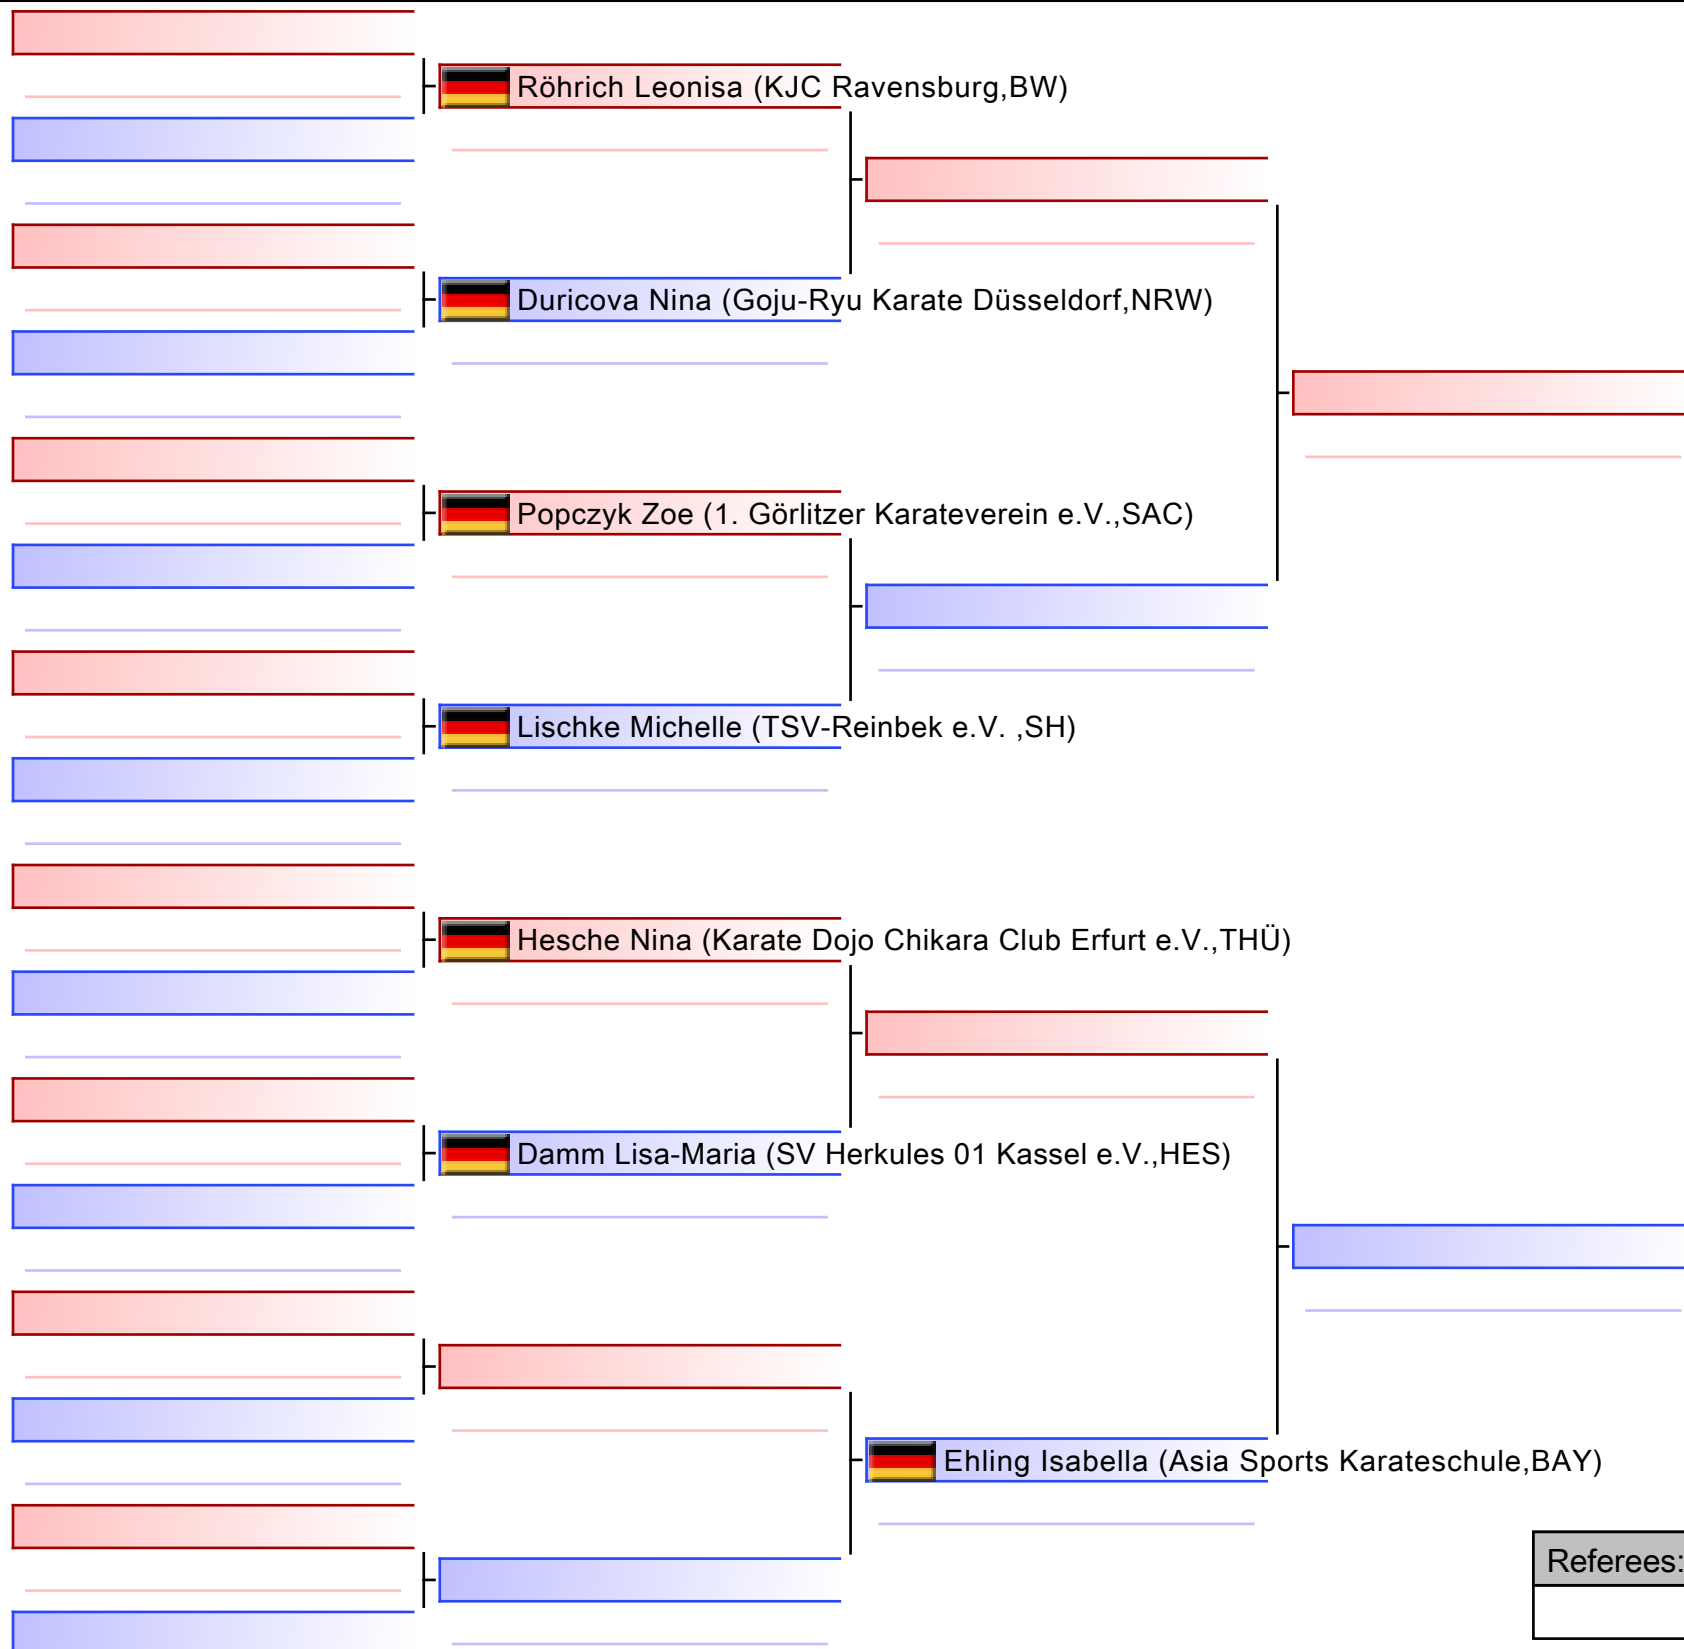 Röhrich Leonisa (KJC Ravensburg,BW)
Duricova Nina (Goju-Ryu Karate Düsseldorf,NRW)
Popczyk Zoe (1. Görlitzer Karateverein e.V.,SAC)
Lischke Michelle (TSV-Reinbek e.V. ,SH)
Hesche Nina (Karate Dojo Chikara Club Erfurt e.V.,THÜ)
Damm Lisa-Maria (SV Herkules 01 Kassel e.V.,HES)
Ehling Isabella (Asia Sports Karateschule,BAY)
Referees: